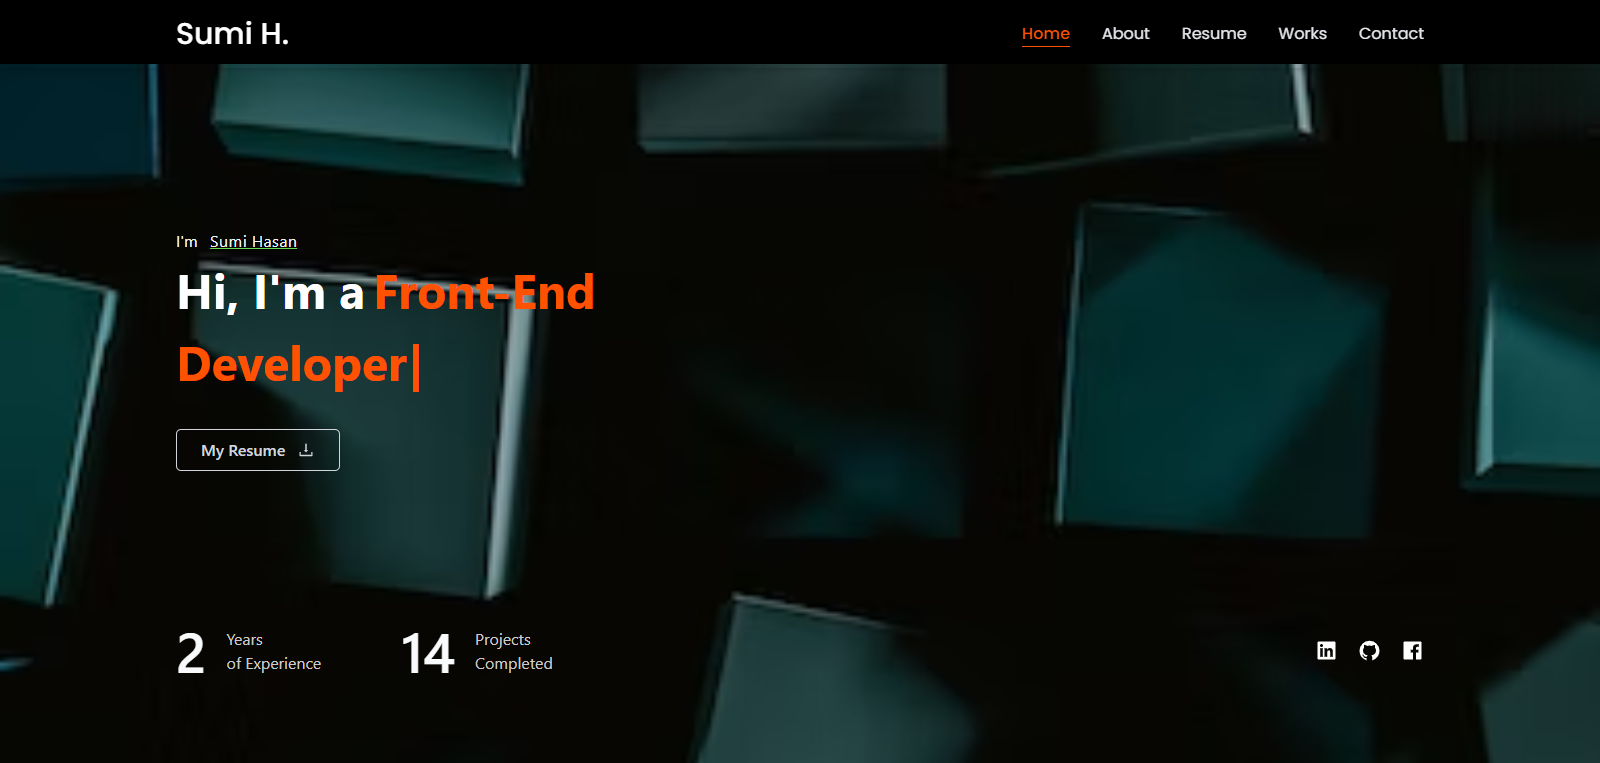 Sumi H.
Home About Resume Works Contact
I'm Sumi Hasan
Hi, I'm a Front-End
Developer|
My Resume
2 Years
of Experience
14 Projects
Completed